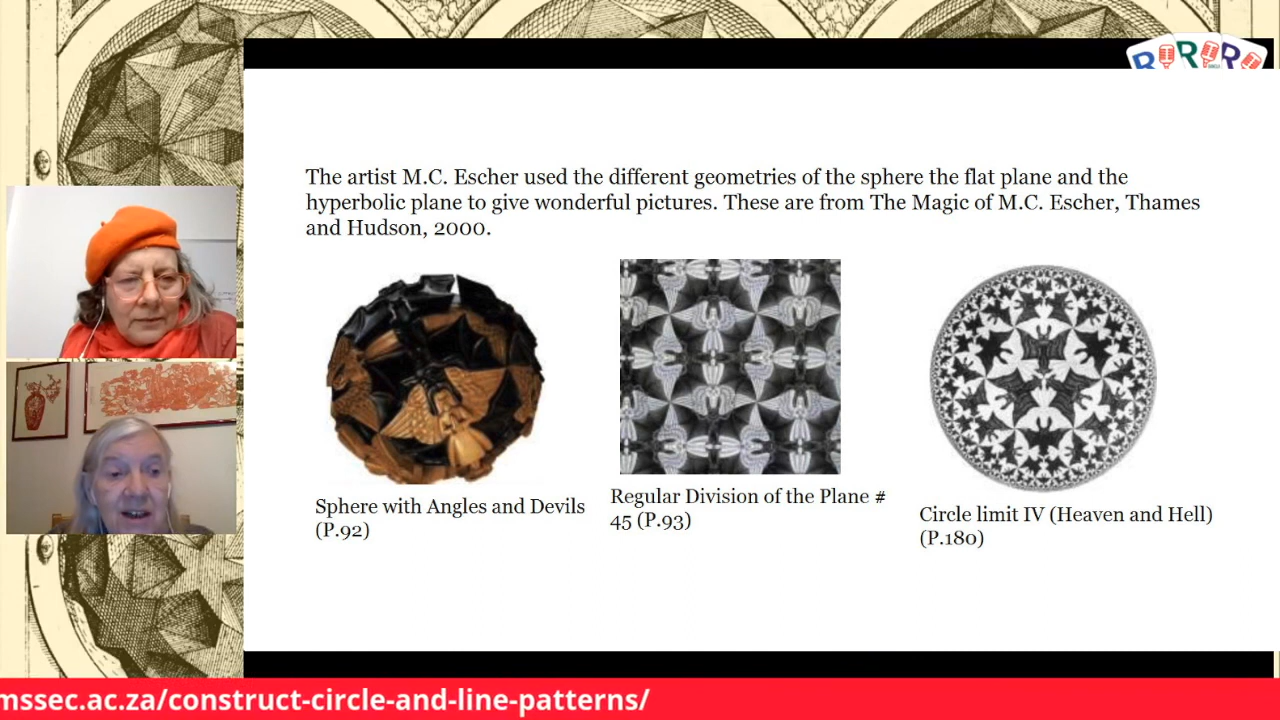 The artist M.C. Escher used the different geometries of the sphere the flat plane and the
hyperbolic plane to give wonderful pictures. These are from The Magic of M.C. Escher, Thames
and Hudson, 2000.
Sphere with Angles and Devils
(P.92)
Regular Division of the Plane #
45 (P.93)
Circle limit IV (Heaven and Hell)
(P.180)
mssec.ac.za/construct-circle-and-line-patterns/